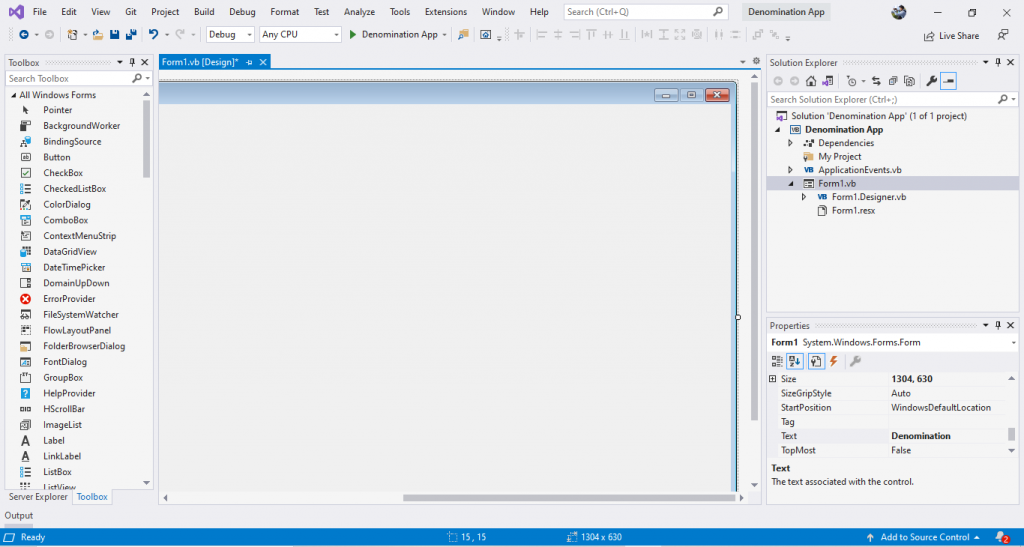 File Edit View Git Project Build Debug Format Test Analyze Tools Extensions Window Help Search (Ctrl+Q) Denomination App
Debug Any CPU Denomination App Live Share
Toolbox
Search Toolbox
All Windows Forms
Pointer
BackgroundWorker
BindingSource
Button
CheckBox
CheckedListBox
ColorDialog
ComboBox
ContextMenuStrip
DataGridView
DateTimePicker
DomainUpDown
ErrorProvider
FileSystemWatcher
FlowLayoutPanel
FolderBrowserDialog
FontDialog
GroupBox
HelpProvider
HScrollBar
ImageList
Label
LinkLabel
ListBox
ListView
Server Explorer Toolbox
Form1.vb [Design]*
Solution Explorer
Search Solution Explorer (Ctrl+;)
Solution 'Denomination App' (1 of 1 project)
VB Denomination App
Dependencies
My Project
VB ApplicationEvents.vb
Form1.vb
VB Form1.Designer.vb
Form1.resx
Properties
Form1 System.Windows.Forms.Form
Size 1304, 630
SizeGripStyle Auto
StartPosition WindowsDefaultLocation
Tag
Text Denomination
TopMost False
Text
The text associated with the control.
Output
Ready 15 , 15 1304 x 630 Add to Source Control 2